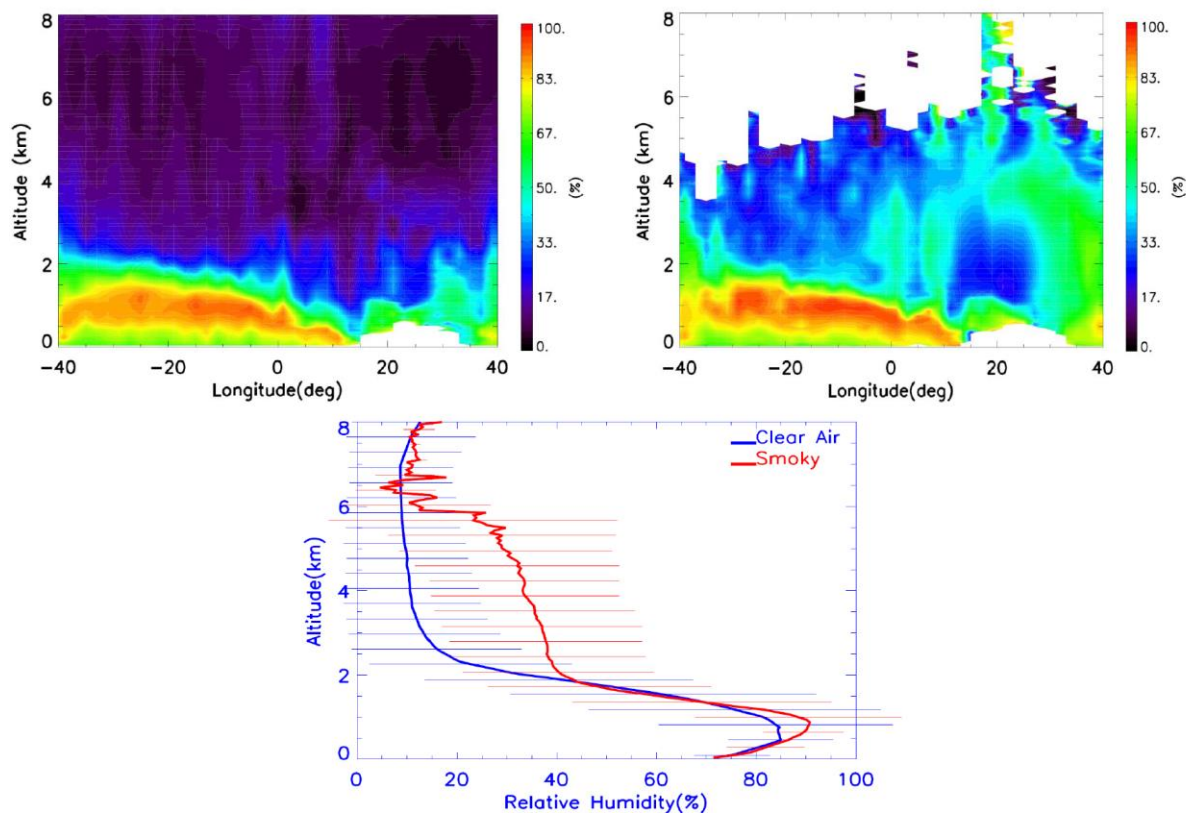 8
6
4
2
0
Altitude (km)
-40 -20 0 20 40
Longitude(deg)
100.
83.
67.
50.
33.
17.
0.
(%)
8
6
4
2
0
Altitude (km)
-40 -20 0 20 40
Longitude(deg)
100.
83.
67.
50.
33.
17.
0.
(%)
8
6
4
2
0
Altitude(km)
Clear Air
Smoky
0 20 40 60 80 100
Relative Humidity(%)